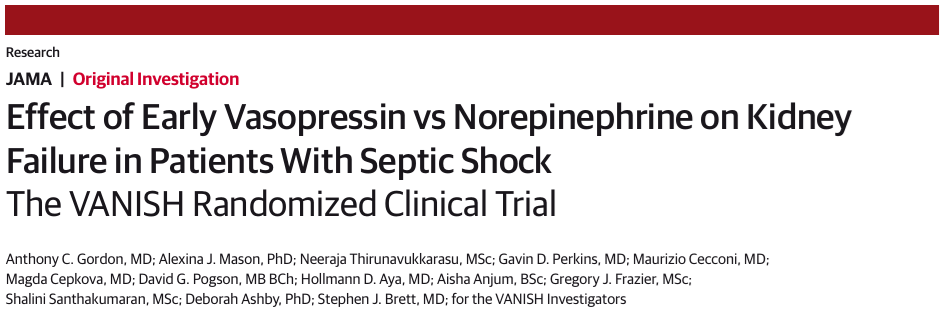 Research
JAMA | Original Investigation
Effect of Early Vasopressin vs Norepinephrine on Kidney
Failure in Patients With Septic Shock
The VANISH Randomized Clinical Trial
Anthony C. Gordon, MD; Alexina J. Mason, PhD; Neeraja Thirunavukkarasu, MSc; Gavin D. Perkins, MD; Maurizio Cecconi, MD;
Magda Cepkova, MD; David G. Pogson, MB BCh; Hollmann D. Aya, MD; Aisha Anjum, BSc; Gregory J. Frazier, MSc;
Shalini Santhakumaran, MSc; Deborah Ashby, PhD; Stephen J. Brett, MD; for the VANISH Investigators